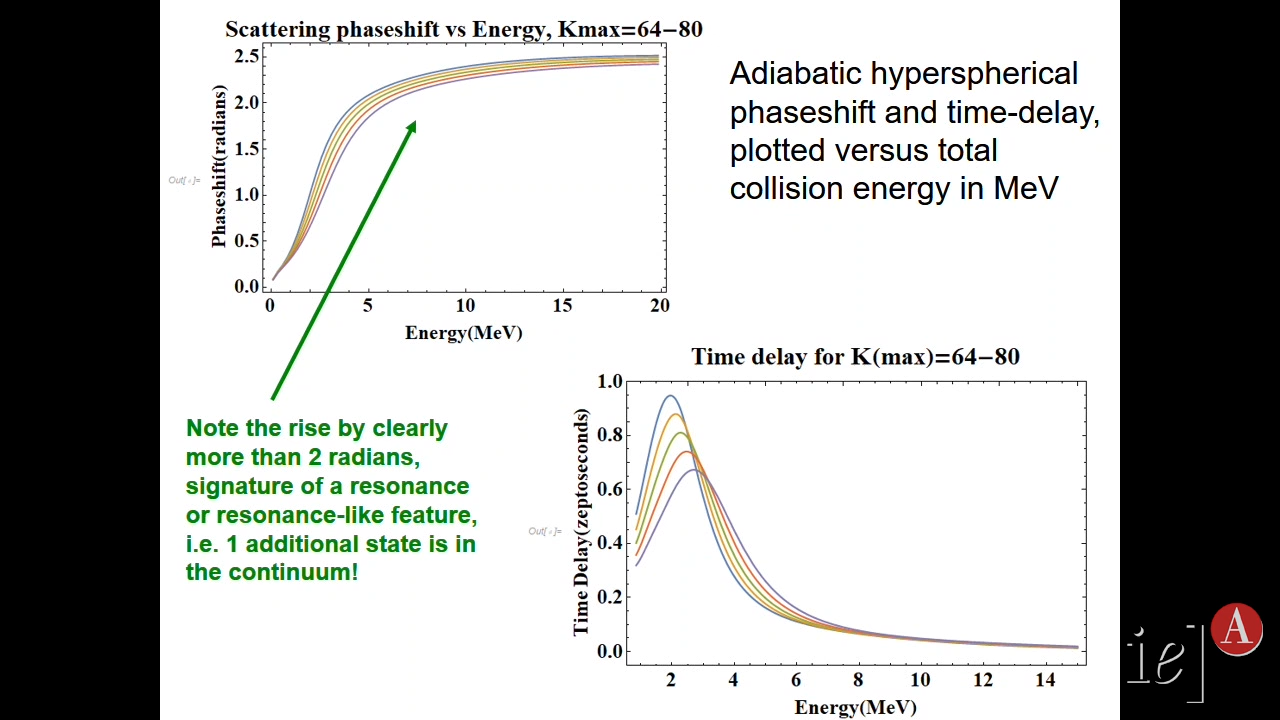 Scattering phaseshift vs Energy, Kmax=64−80
2.5
2.0
1.5
1.0
0.5
0.0
Phaseshift(radians)
Out[ ]=
0 5 10 15 20
Energy(MeV)
Adiabatic hyperspherical
phaseshift and time-delay,
plotted versus total
collision energy in MeV
Note the rise by clearly
more than 2 radians,
signature of a resonance
or resonance-like feature,
i.e. 1 additional state is in
the continuum!
Time delay for K(max)=64−80
1.0
0.8
0.6
0.4
0.2
0.0
Time Delay(zeptoseconds)
Out[ ]=
2 4 6 8 10 12 14
Energy(MeV)
ie]
A